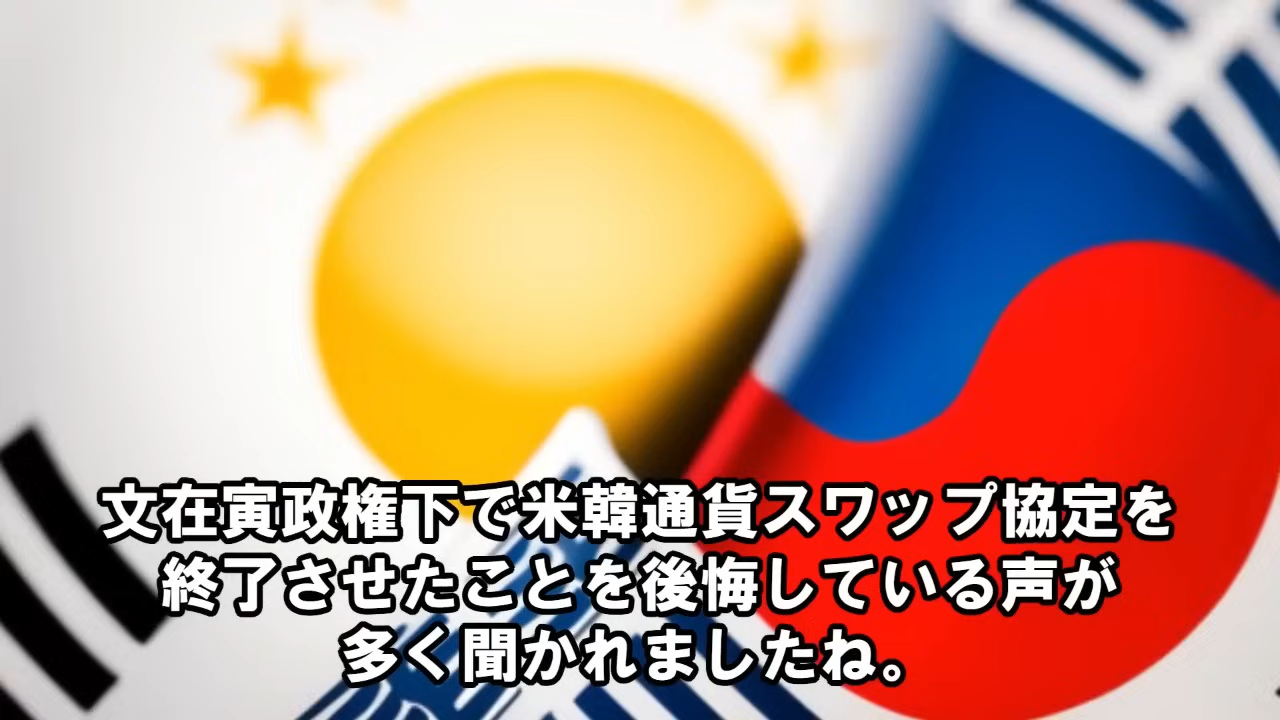 文在寅政権下で米韓通貨スワップ協定を
終了させたことを後悔している声が
多く聞かれましたね。